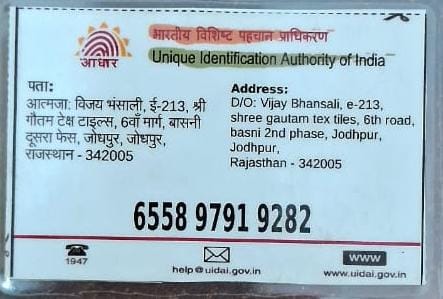 आधार
भारतीय विशिष्ट पहचान प्राधिकरण
Unique Identification Authority of India
पता:
आत्मजा: विजय भंसाली, ई-213, श्री
गौतम टेक्ष टाइल्स, 6वाँ मार्ग, बासनी
दूसरा फेस, जोधपुर, जोधपुर,
राजस्थान - 342005
Address:
D/O: Vijay Bhansali, e-213,
shree gautam tex tiles, 6th road,
basni 2nd phase, Jodhpur,
Jodhpur,
Rajasthan - 342005
6558 9791 9282
1947
help@uidai.gov.in
www
www.uidai.gov.in